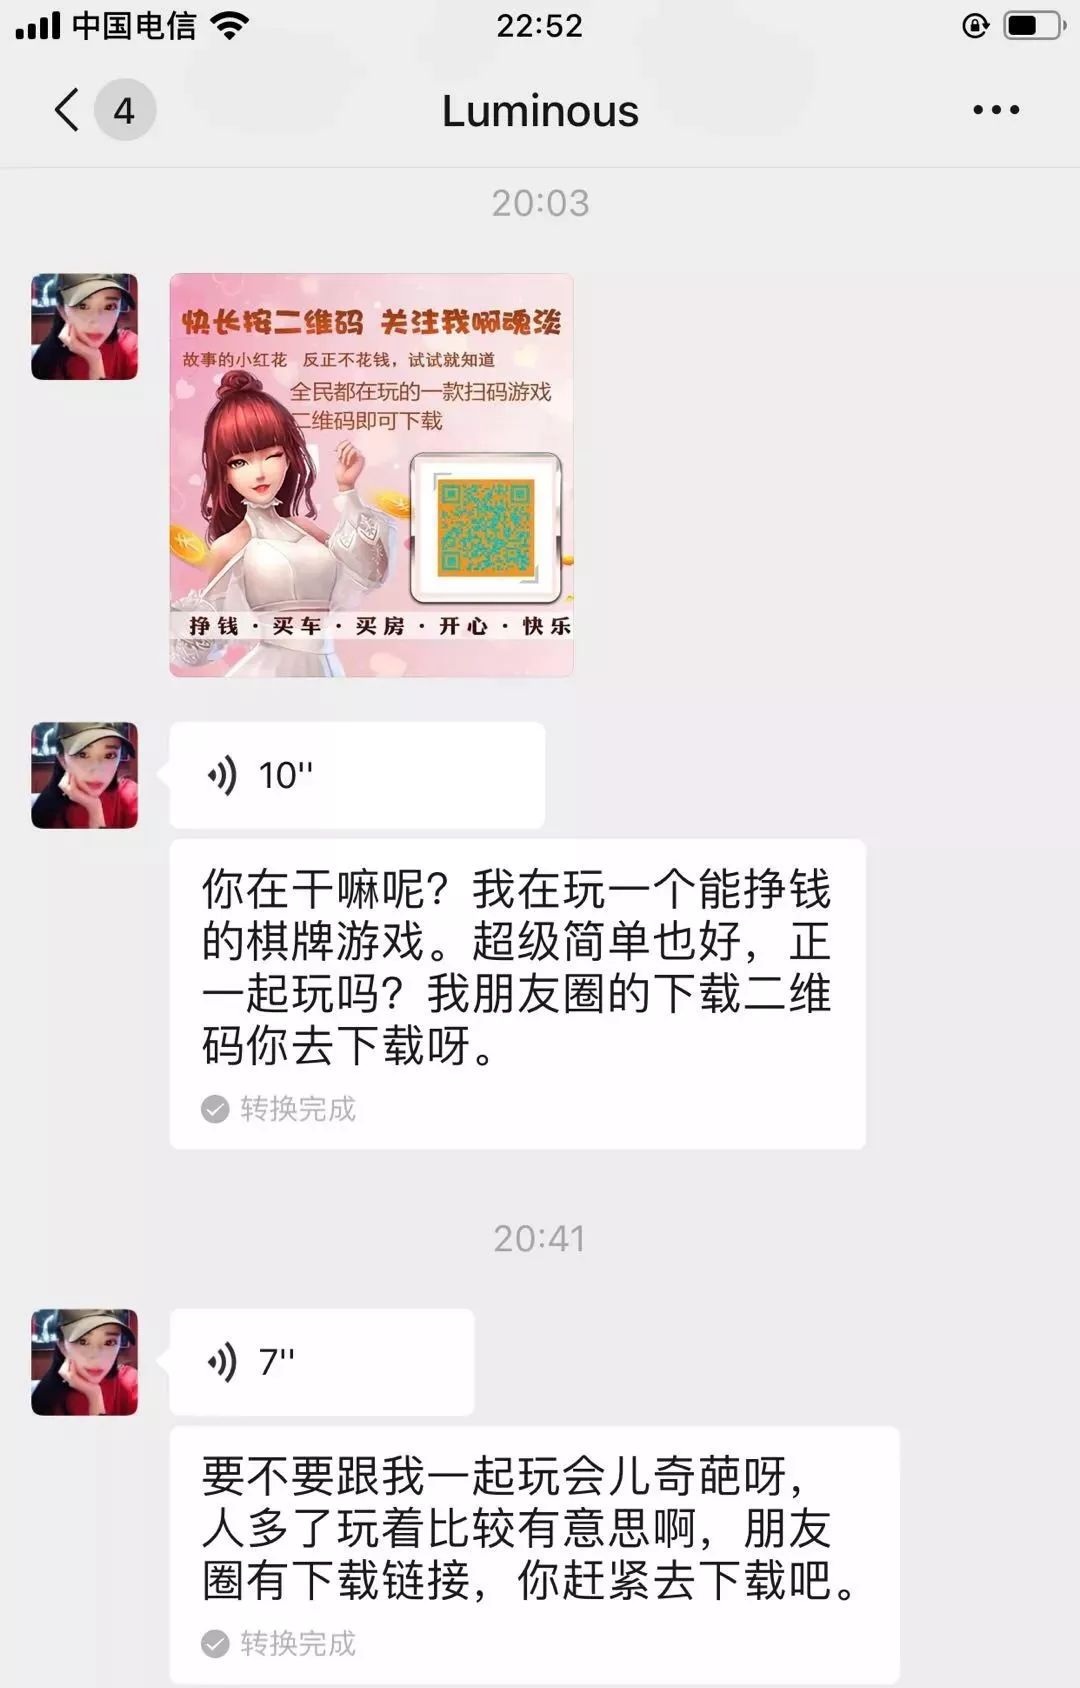 中国电信 22:52
4 Luminous
20:03
快长按二维码 关注我啊魂淡
故事的小红花 反正不花钱，试试就知道
全民都在玩的一款扫码游戏
二维码即可下载
挣钱·买车·买房·开心·快乐
10''
你在干嘛呢？我在玩一个能挣钱
的棋牌游戏。超级简单也好，正
一起玩吗？我朋友圈的下载二维
码你去下载呀。
转换完成
20:41
7''
要不要跟我一起玩会儿奇葩呀，
人多了玩着比较有意思啊，朋友
圈有下载链接，你赶紧去下载吧。
转换完成